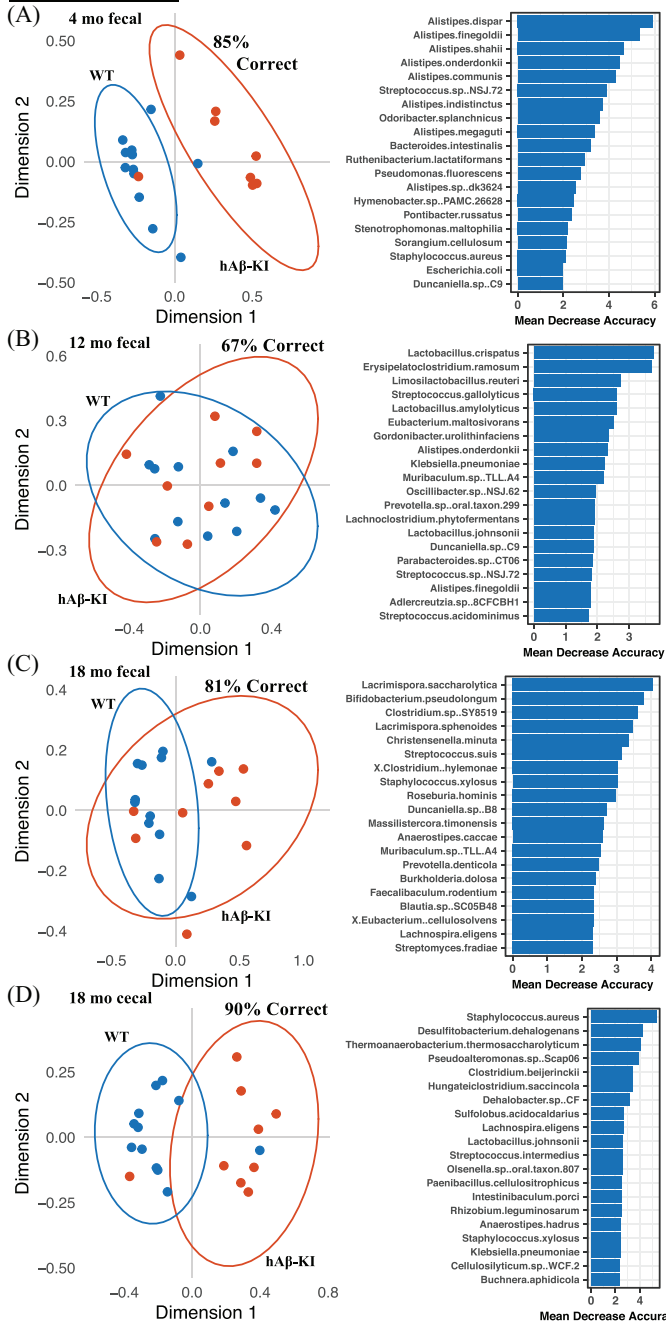 (A)
4 mo fecal
85%
Correct
WT
hAβ-KI
0.50
0.25
0.00
−0.25
−0.50
Dimension 2
−0.5
0.0
0.5
Dimension 1
Alistipes.dispar
Alistipes.finegoldii
Alistipes.shahii
Alistipes.onderdonkii
Alistipes.communis
Streptococcus.sp..NSJ.72
Alistipes.indistinctus
Odoribacter.splanchnicus
Alistipes.megaguti
Bacteroides.intestinalis
Ruthenibacterium.lactatiformans
Pseudomonas.fluorescens
Alistipes.sp..dk3624
Hymenobacter.sp..PAMC.26628
Pontibacter.russatus
Stenotrophomonas.maltophilia
Sorangium.cellulosum
Staphylococcus.aureus
Escherichia.coli
Duncaniella.sp..C9
0
2
4
6
Mean Decrease Accuracy
(B)
12 mo fecal
67% Correct
WT
hAβ-KI
0.6
0.3
0.0
−0.3
Dimension 2
−0.4
0.0
0.4
Dimension 1
Lactobacillus.crispatus
Erysipelatoclostridium.ramosum
Limosilactobacillus.reuteri
Streptococcus.gallolyticus
Lactobacillus.amylolyticus
Eubacterium.maltosivorans
Gordonibacter.urolithinfaciens
Alistipes.onderdonkii
Klebsiella.pneumoniae
Muribaculum.sp..TLL.A4
Oscillibacter.sp..NSJ.62
Prevotella.sp..oral.taxon.299
Lachnoclostridium.phytofermentans
Lactobacillus.johnsonii
Duncaniella.sp..C9
Parabacteroides.sp..CT06
Streptococcus.sp..NSJ.72
Alistipes.finegoldii
Adlercreutzia.sp..8CFCBH1
Streptococcus.acidominimus
0
1
2
3
Mean Decrease Accuracy
(C)
18 mo fecal
81% Correct
WT
hAβ-KI
0.4
0.2
0.0
−0.2
−0.4
Dimension 2
−0.5
0.0
0.5
1.0
Dimension 1
Lacrimispora.saccharolytica
Bifidobacterium.pseudolongum
Clostridium.sp..SY8519
Lacrimispora.sphenoides
Christensenella.minuta
Streptococcus.suis
X.Clostridium..hylemonae
Staphylococcus.xylosus
Roseburia.hominis
Duncaniella.sp..B8
Massilistercora.timonensis
Anaerostipes.caccae
Muribaculum.sp..TLL.A4
Prevotella.denticola
Burkholderia.dolosa
Faecalibaculum.rodentium
Blautia.sp..SC05B48
X.Eubacterium..cellulosolvens
Lachnospira.eligens
Streptomyces.fradiae
0
1
2
3
4
Mean Decrease Accuracy
(D)
18 mo cecal
90% Correct
WT
hAβ-KI
0.25
0.00
−0.25
−0.50
Dimension 2
−0.4
0.0
0.4
0.8
Dimension 1
Staphylococcus.aureus
Desulfitobacterium.dehalogenans
Thermoanaerobacterium.thermosaccharolyticum
Pseudoalteromonas.sp..Scap06
Clostridium.beijerinckii
Hungateiclostridium.saccincola
Dehalobacter.sp..CF
Sulfolobus.acidocaldarius
Lachnospira.eligens
Lactobacillus.johnsonii
Streptococcus.intermedius
Olsenella.sp..oral.taxon.807
Paenibacillus.cellulositrophicus
Intestinibaculum.porci
Rhizobium.leguminosarum
Anaerostipes.hadrus
Staphylococcus.xylosus
Klebsiella.pneumoniae
Cellulosilyticum.sp..WCF.2
Buchnera.aphidicola
0
2
4
Mean Decrease Accura